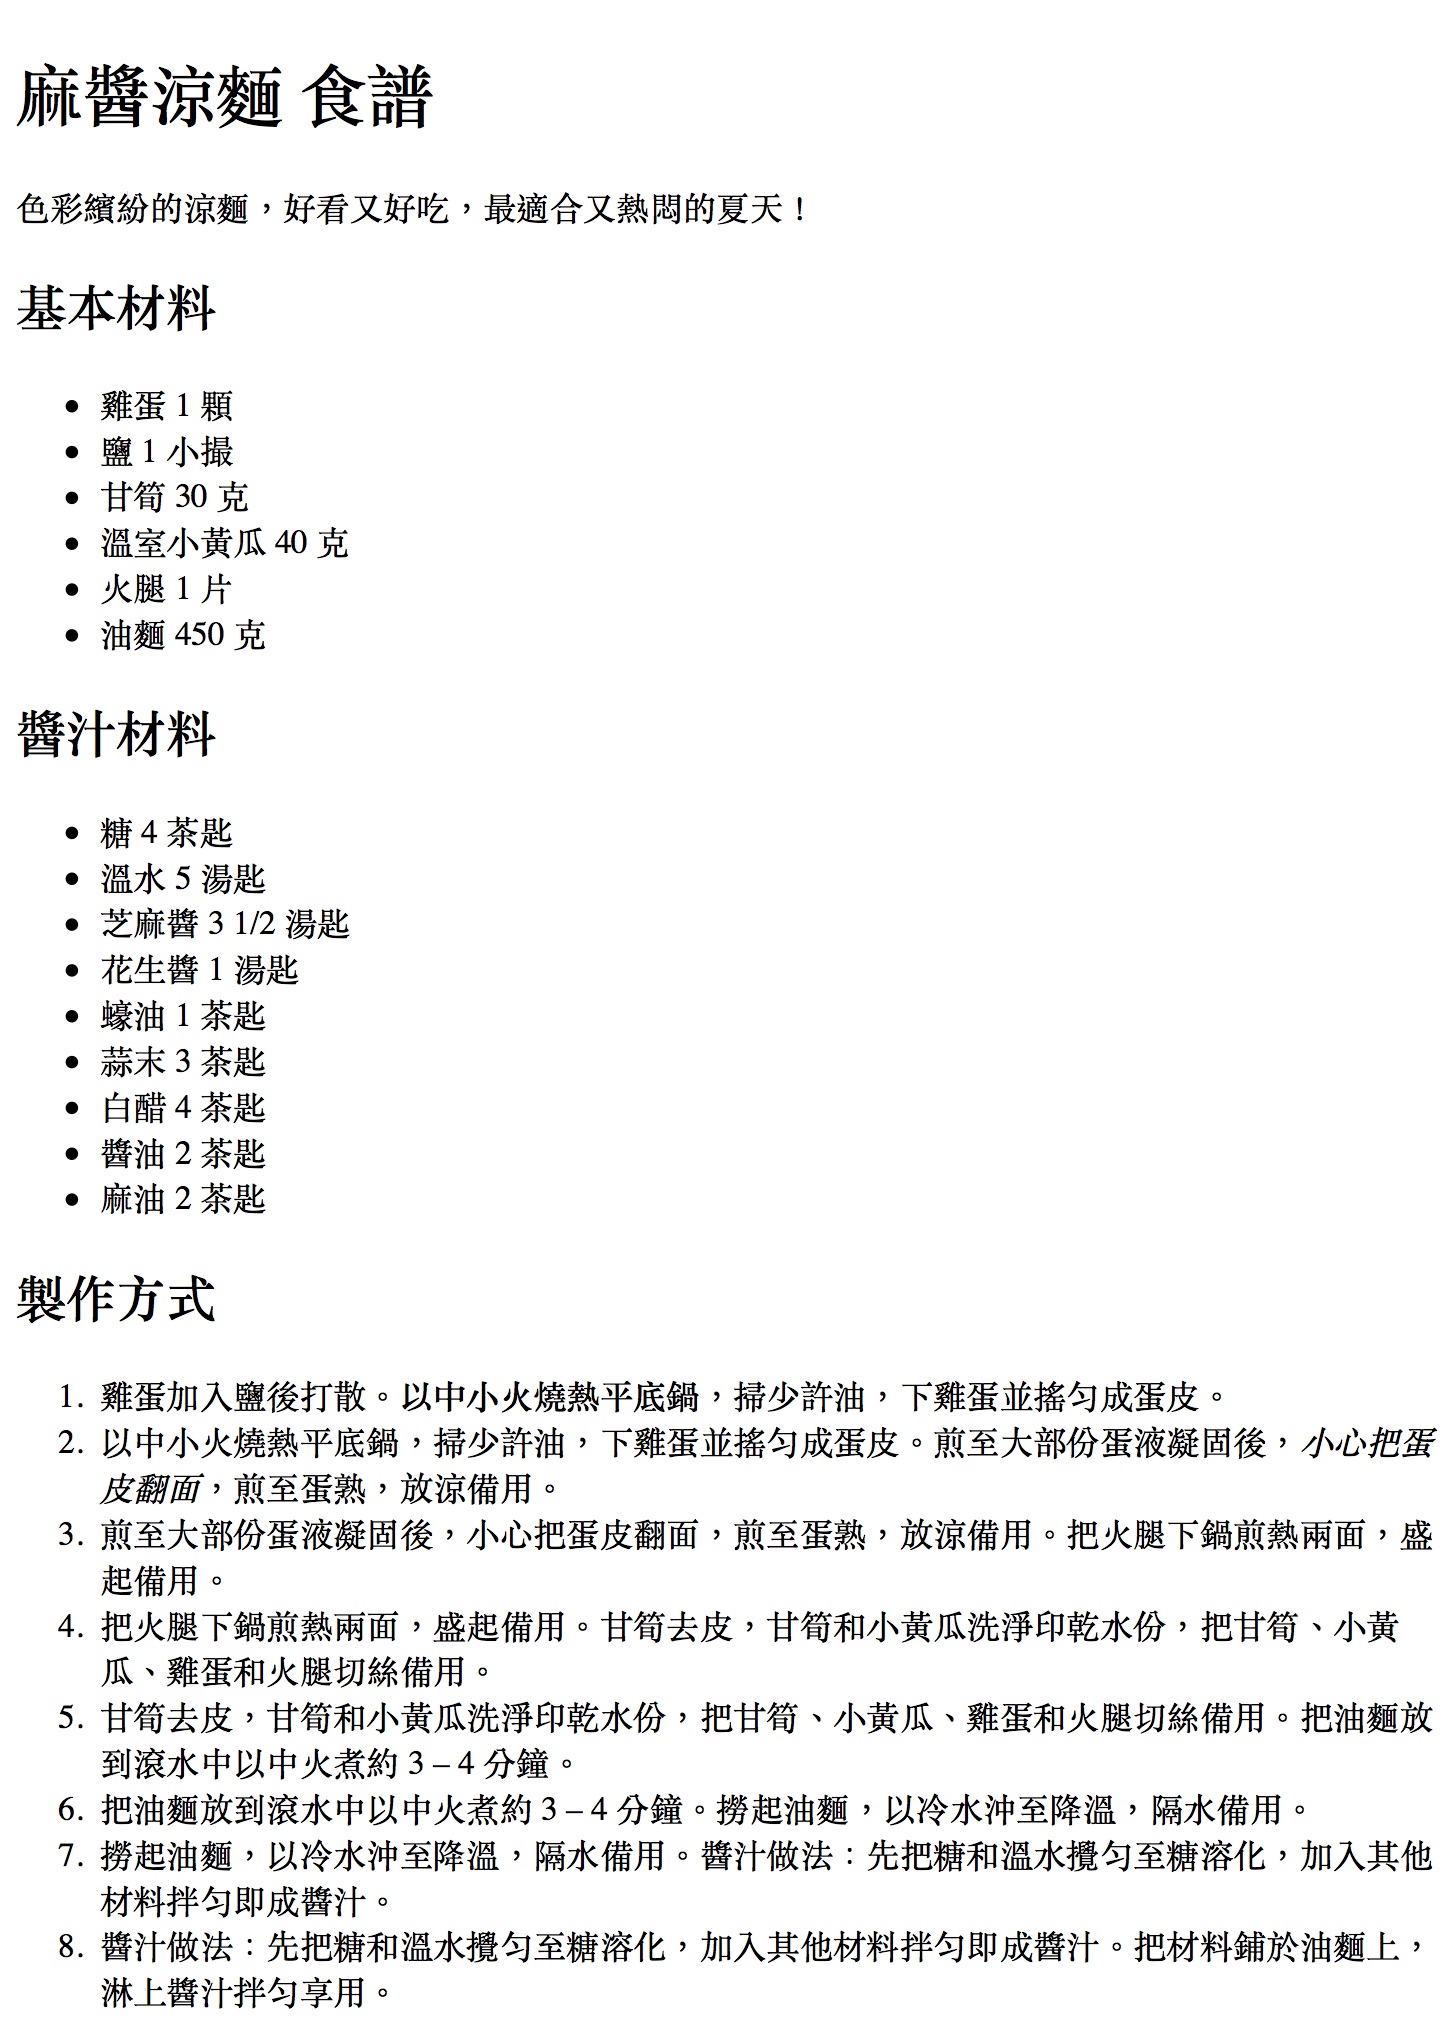 麻醬涼麵 食譜
色彩繽紛的涼麵，好看又好吃，最適合又熱悶的夏天！
基本材料
• 雞蛋 1 顆
• 鹽 1 小撮
• 甘筍 30 克
• 溫室小黃瓜 40 克
• 火腿 1 片
• 油麵 450 克
醬汁材料
• 糖 4 茶匙
• 溫水 5 湯匙
• 芝麻醬 3 1/2 湯匙
• 花生醬 1 湯匙
• 蠔油 1 茶匙
• 蒜末 3 茶匙
• 白醋 4 茶匙
• 醬油 2 茶匙
• 麻油 2 茶匙
製作方式
1. 雞蛋加入鹽後打散。以中小火燒熱平底鍋，掃少許油，下雞蛋並搖勻成蛋皮。
2. 以中小火燒熱平底鍋，掃少許油，下雞蛋並搖勻成蛋皮。煎至大部份蛋液凝固後，小心把蛋
皮翻面，煎至蛋熟，放涼備用。
3. 煎至大部份蛋液凝固後，小心把蛋皮翻面，煎至蛋熟，放涼備用。把火腿下鍋煎熱兩面，盛
起備用。
4. 把火腿下鍋煎熱兩面，盛起備用。甘筍去皮，甘筍和小黃瓜洗淨印乾水份，把甘筍、小黃
瓜、雞蛋和火腿切絲備用。
5. 甘筍去皮，甘筍和小黃瓜洗淨印乾水份，把甘筍、小黃瓜、雞蛋和火腿切絲備用。把油麵放
到滾水中以中火煮約 3 – 4 分鐘。
6. 把油麵放到滾水中以中火煮約 3 – 4 分鐘。撈起油麵，以冷水沖至降溫，隔水備用。
7. 撈起油麵，以冷水沖至降溫，隔水備用。醬汁做法：先把糖和溫水攪勻至糖溶化，加入其他
材料拌勻即成醬汁。
8. 醬汁做法：先把糖和溫水攪勻至糖溶化，加入其他材料拌勻即成醬汁。把材料鋪於油麵上，
淋上醬汁拌勻享用。